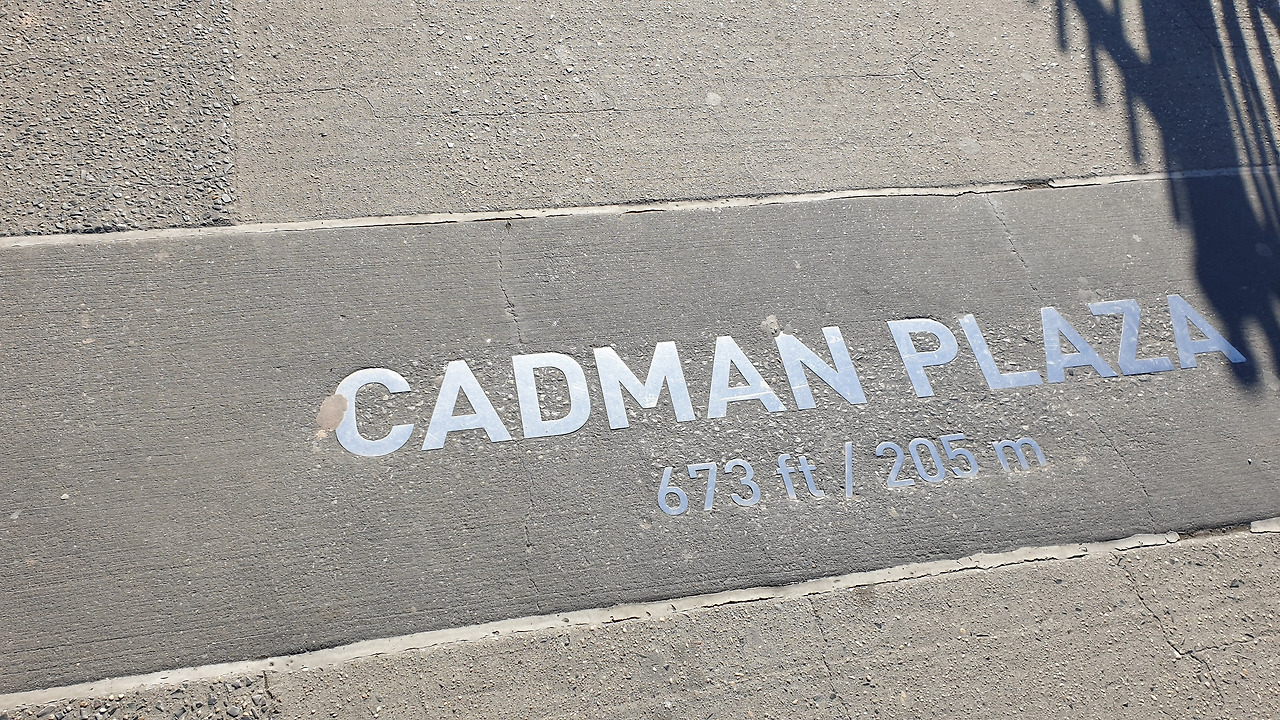 CADMAN PLAZA
673 ft / 205 m